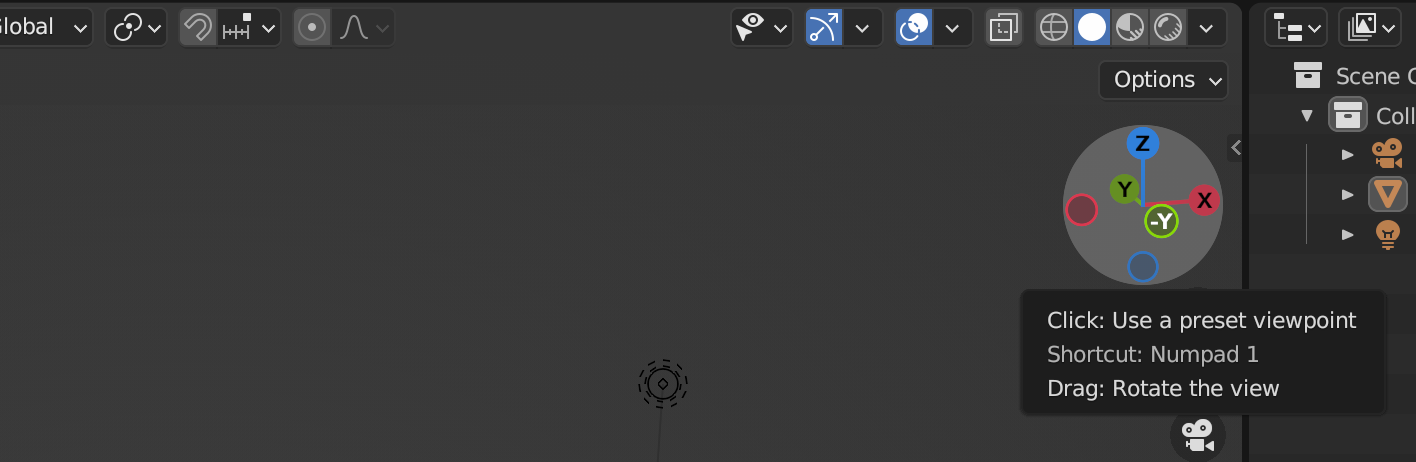 Global
Options
Scene C
Coll
Z
Y
X
-Y
Click: Use a preset viewpoint
Shortcut: Numpad 1
Drag: Rotate the view